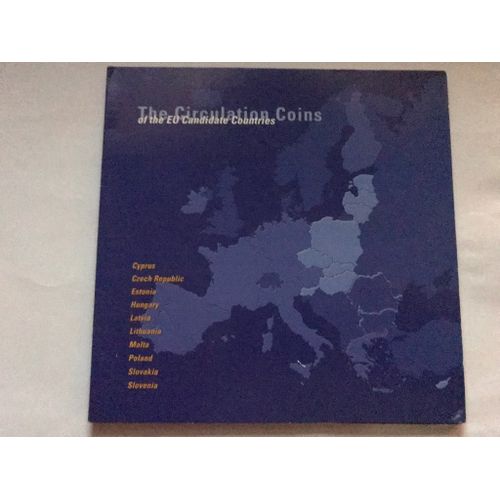 The Circulation Coins
of the EU Candidate Countries
Cyprus
Czech Republic
Estonia
Hungary
Latvia
Lithuania
Malta
Poland
Slovakia
Slovenia